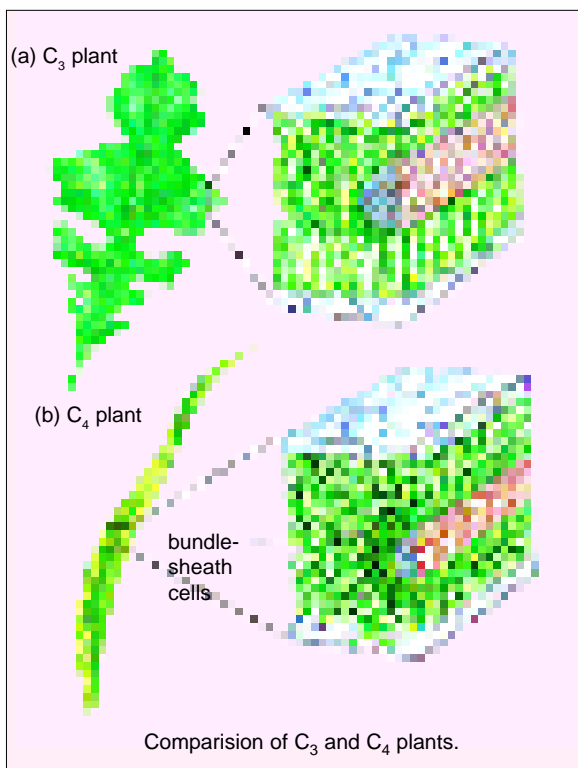 (a) C₃ plant
(b) C₄ plant
bundle-
sheath
cells
Comparision of C₃ and C₄ plants.